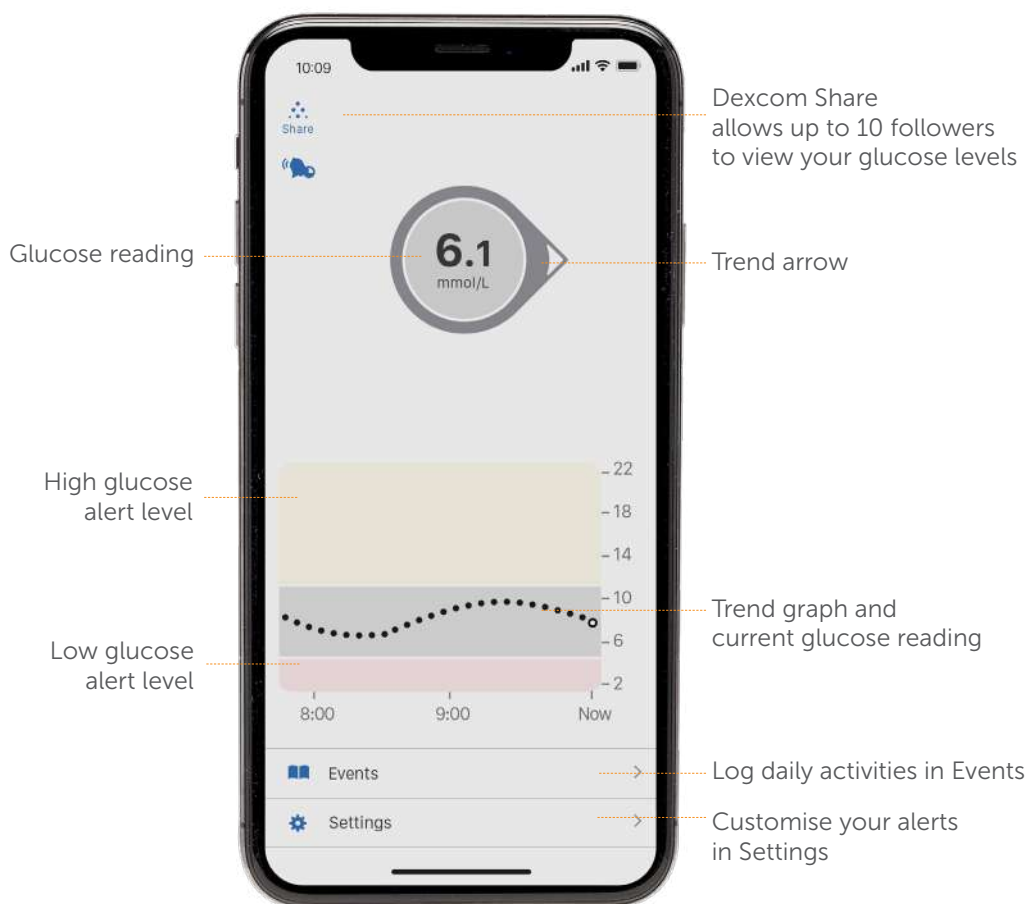 10:09
Share
Dexcom Share
allows up to 10 followers
to view your glucose levels
Glucose reading
6.1
mmol/L
Trend arrow
High glucose
alert level
22
18
14
10
6
2
Trend graph and
current glucose reading
Low glucose
alert level
8:00
9:00
Now
Events
Log daily activities in Events
Settings
Customise your alerts
in Settings